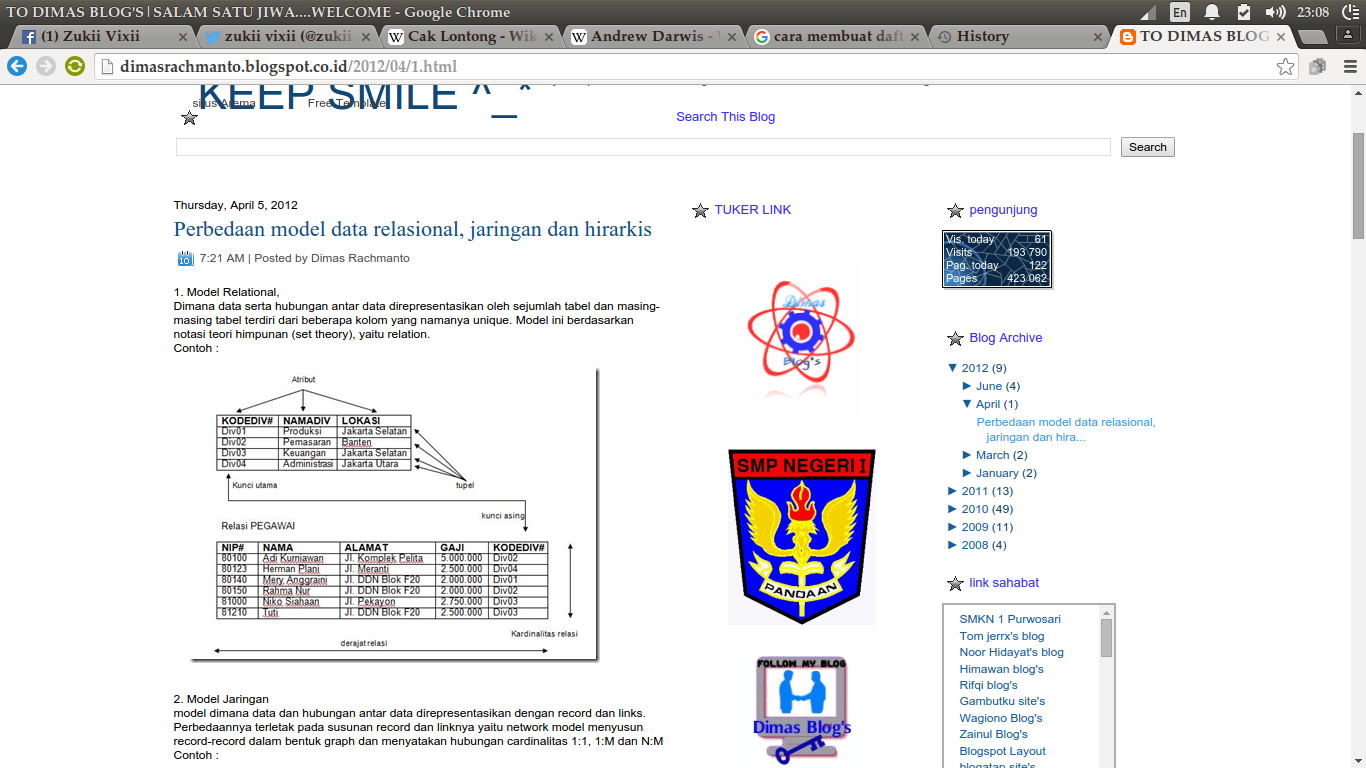 TO DIMAS BLOG'S | SALAM SATU JIWA....WELCOME - Google Chrome
En
23:08
(1) Zukii Vixii
zukii vixii (@zukii
Cak Lontong - Wik
Andrew Darwis -
cara membuat daft
History
TO DIMAS BLOG
dimasrachmanto.blogspot.co.id/2012/04/1.html
KEEP SMILE ^_*
situs Arema
Free Template
Search This Blog
Search
Thursday, April 5, 2012
Perbedaan model data relasional, jaringan dan hirarkis
7:21 AM | Posted by Dimas Rachmanto
1. Model Relational,
Dimana data serta hubungan antar data direpresentasikan oleh sejumlah tabel dan masing-
masing tabel terdiri dari beberapa kolom yang namanya unique. Model ini berdasarkan
notasi teori himpunan (set theory), yaitu relation.
Contoh :
Atribut
KODEDIV# NAMADIV LOKASI
Div01 Produksi Jakarta Selatan
Div02 Pemasaran Banten
Div03 Keuangan Jakarta Selatan
Div04 Administrasi Jakarta Utara
Kunci utama
tupel
kunci asing
Relasi PEGAWAI
NIP# NAMA ALAMAT GAJI KODEDIV#
80100 Adi Kurniawan Jl. Komplek Pelita 5.000.000 Div02
80123 Herman Plani Jl. Meranti 2.500.000 Div04
80140 Mery Anggraini Jl. DDN Blok F20 2.000.000 Div01
80150 Rahma Nur Jl. DDN Blok F20 2.000.000 Div02
81000 Niko Siahaan Jl. Pekayon 2.750.000 Div03
81210 Tuti Jl. DDN Blok F20 2.500.000 Div03
Kardinalitas relasi
derajat relasi
2. Model Jaringan
model dimana data dan hubungan antar data direpresentasikan dengan record dan links.
Perbedaannya terletak pada susunan record dan linknya yaitu network model menyusun
record-record dalam bentuk graph dan menyatakan hubungan cardinalitas 1:1, 1:M dan N:M
Contoh :
TUKER LINK
Dimas
Blog's
SMP NEGERI I
PANDAAN
FOLLOW MY BLOG
Dimas Blog's
pengunjung
Vis. today 61
Visits 193 790
Pag. today 122
Pages 423 062
Blog Archive
▼ 2012 (9)
► June (4)
▼ April (1)
Perbedaan model data relasional,
jaringan dan hira...
► March (2)
► January (2)
► 2011 (13)
► 2010 (49)
► 2009 (11)
► 2008 (4)
link sahabat
SMKN 1 Purwosari
Tom jerrx's blog
Noor Hidayat's blog
Himawan blog's
Rifqi blog's
Gambutku site's
Wagiono Blog's
Zainul Blog's
Blogspot Layout
blogatap site's